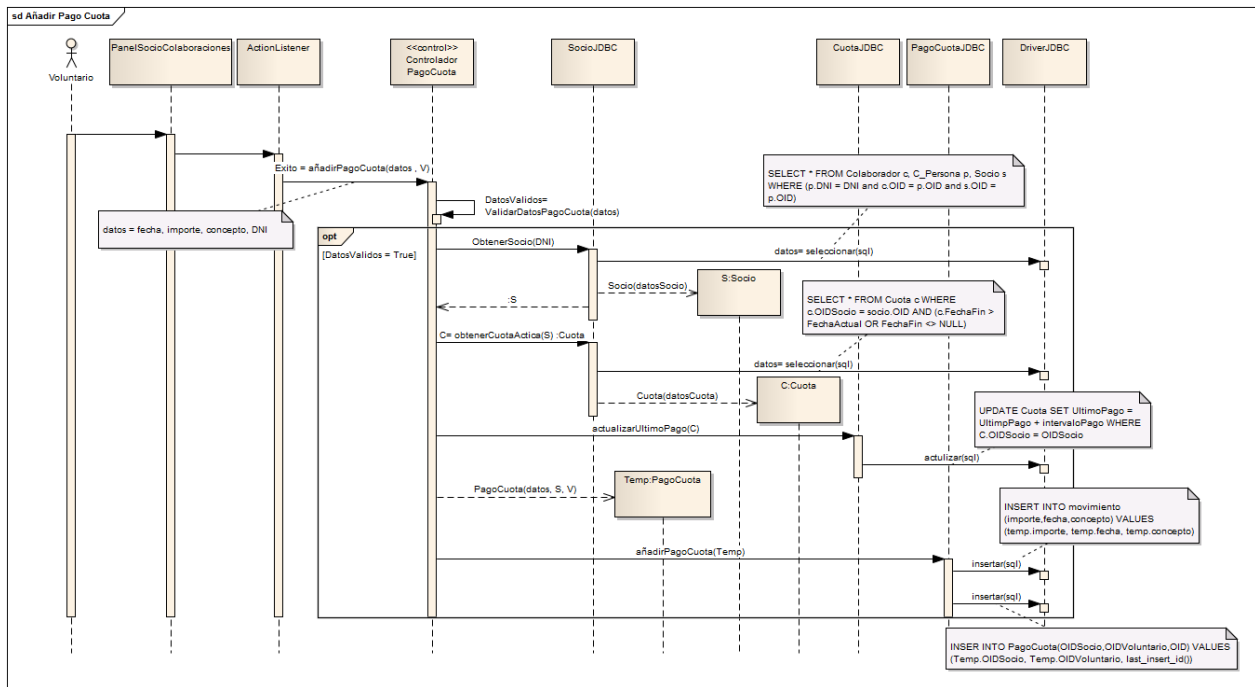 sd Añadir Pago Cuota
Voluntario
PanelSocioColaboraciones
ActionListener
<<control>>
Controlador
PagoCuota
SocioJDBC
CuotaJDBC
PagoCuotaJDBC
DriverJDBC
Exito = añadirPagoCuota(datos , V)
datos = fecha, importe, concepto, DNI
DatosValidos=
ValidarDatosPagoCuota(datos)
SELECT * FROM Colaborador c, C_Persona p, Socio s
WHERE (p.DNI = DNI and c.OID = p.OID and s.OID =
p.OID)
opt
[DatosValidos = True]
ObtenerSocio(DNI)
datos= seleccionar(sql)
Socio(datosSocio)
S:Socio
:S
SELECT * FROM Cuota c WHERE
c.OIDSocio = socio.OID AND (c.FechaFin >
FechaActual OR FechaFin <> NULL)
C= obtenerCuotaActica(S) :Cuota
datos= seleccionar(sql)
Cuota(datosCuota)
C:Cuota
UPDATE Cuota SET UltimoPago =
UltimpPago + intervaloPago WHERE
C.OIDSocio = OIDSocio
actualizarUltimoPago(C)
actulizar(sql)
PagoCuota(datos, S, V)
Temp:PagoCuota
INSERT INTO movimiento
(importe,fecha,concepto) VALUES
(temp.importe, temp.fecha, temp.concepto)
añadirPagoCuota(Temp)
insertar(sql)
insertar(sql)
INSER INTO PagoCuota(OIDSocio,OIDVoluntario,OID) VALUES
(Temp.OIDSocio, Temp.OIDVoluntario, last_insert_id())